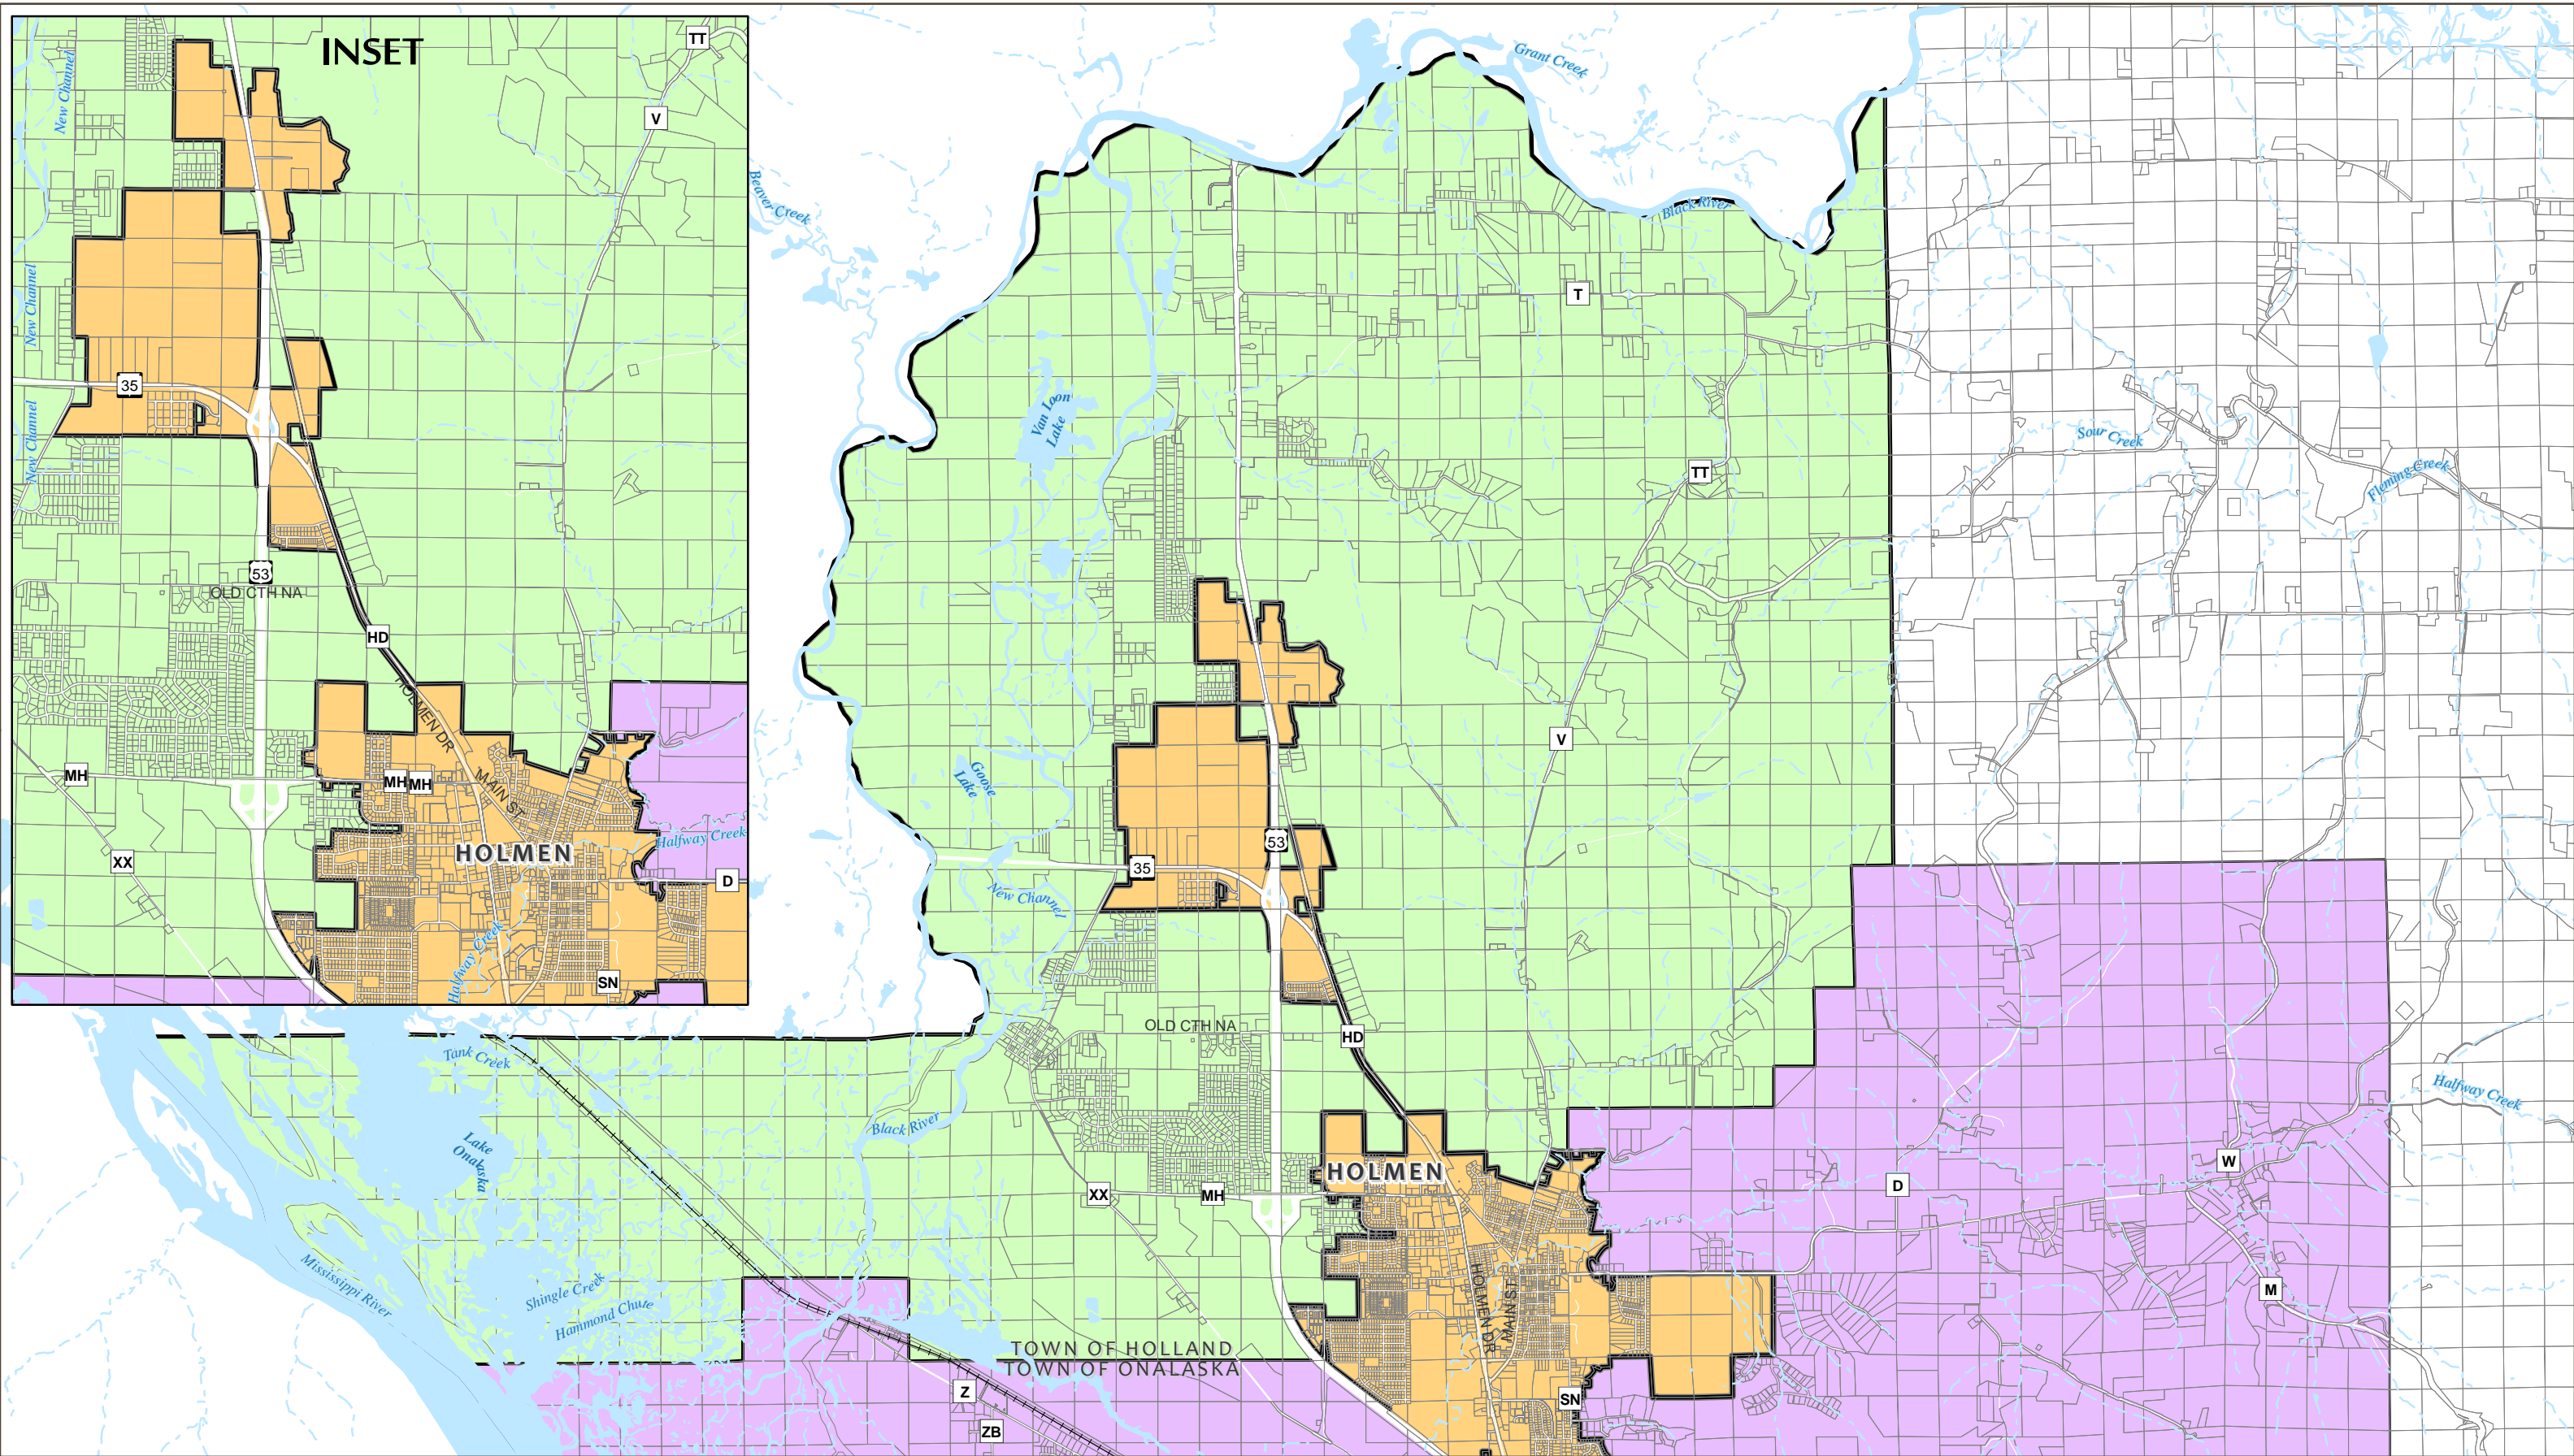 INSET
TT
New Channel
V
New Channel
35
New Channel
53
OLD CTH NA
HD
HOLMEN DR
MH
MH
MH
MAIN ST
Halfway Creek
HOLMEN
XX
D
Halfway Creek
SN
Grant Creek
Beaver Creek
Black River
T
Van Loon
Lake
Sour Creek
TT
Fleming Creek
V
Goose
Lake
53
35
New Channel
OLD CTH NA
HD
Tank Creek
Halfway Creek
Black River
Lake
Onalaska
HOLMEN
W
D
XX
MH
Mississippi River
Shingle Creek
Hammond Chute
M
HOLMEN DR
MAIN ST
TOWN OF HOLLAND
TOWN OF ONALASKA
Z
SN
ZB